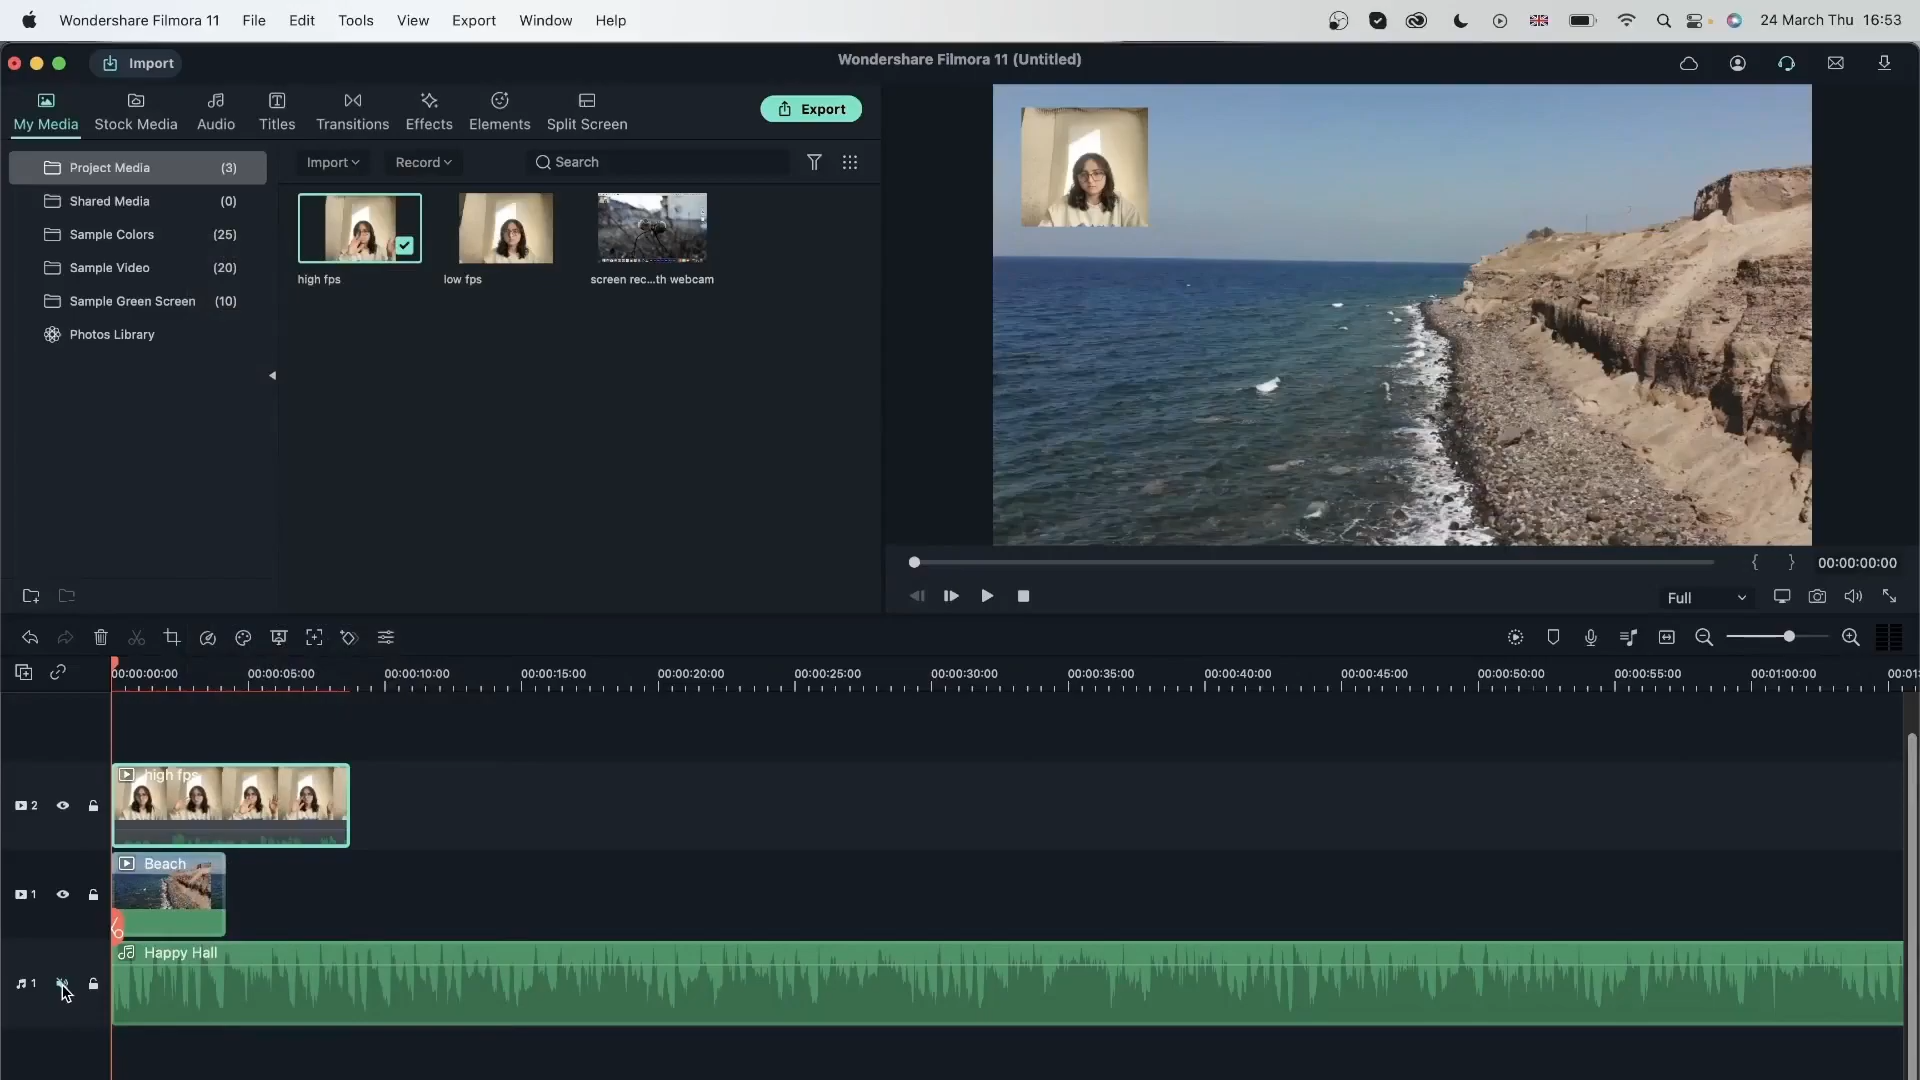 Wondershare Filmora 11 File Edit Tools View Export Window Help 24 March Thu 16:53
Import Wondershare Filmora 11 (Untitled)
My Media Stock Media Audio Titles Transitions Effects Elements Split Screen Export
Project Media (3) Import Record Search
Shared Media (0)
Sample Colors (25)
Sample Video (20)
Sample Green Screen (10)
Photos Library
high fps low fps screen rec...th webcam
{ } 00:00:00:00
Full
00:00:00:00 00:00:05:00 00:00:10:00 00:00:15:00 00:00:20:00 00:00:25:00 00:00:30:00 00:00:35:00 00:00:40:00 00:00:45:00 00:00:50:00 00:00:55:00 00:01:00:00 00:01:
high fps
2
Beach
1
Happy Hall
1